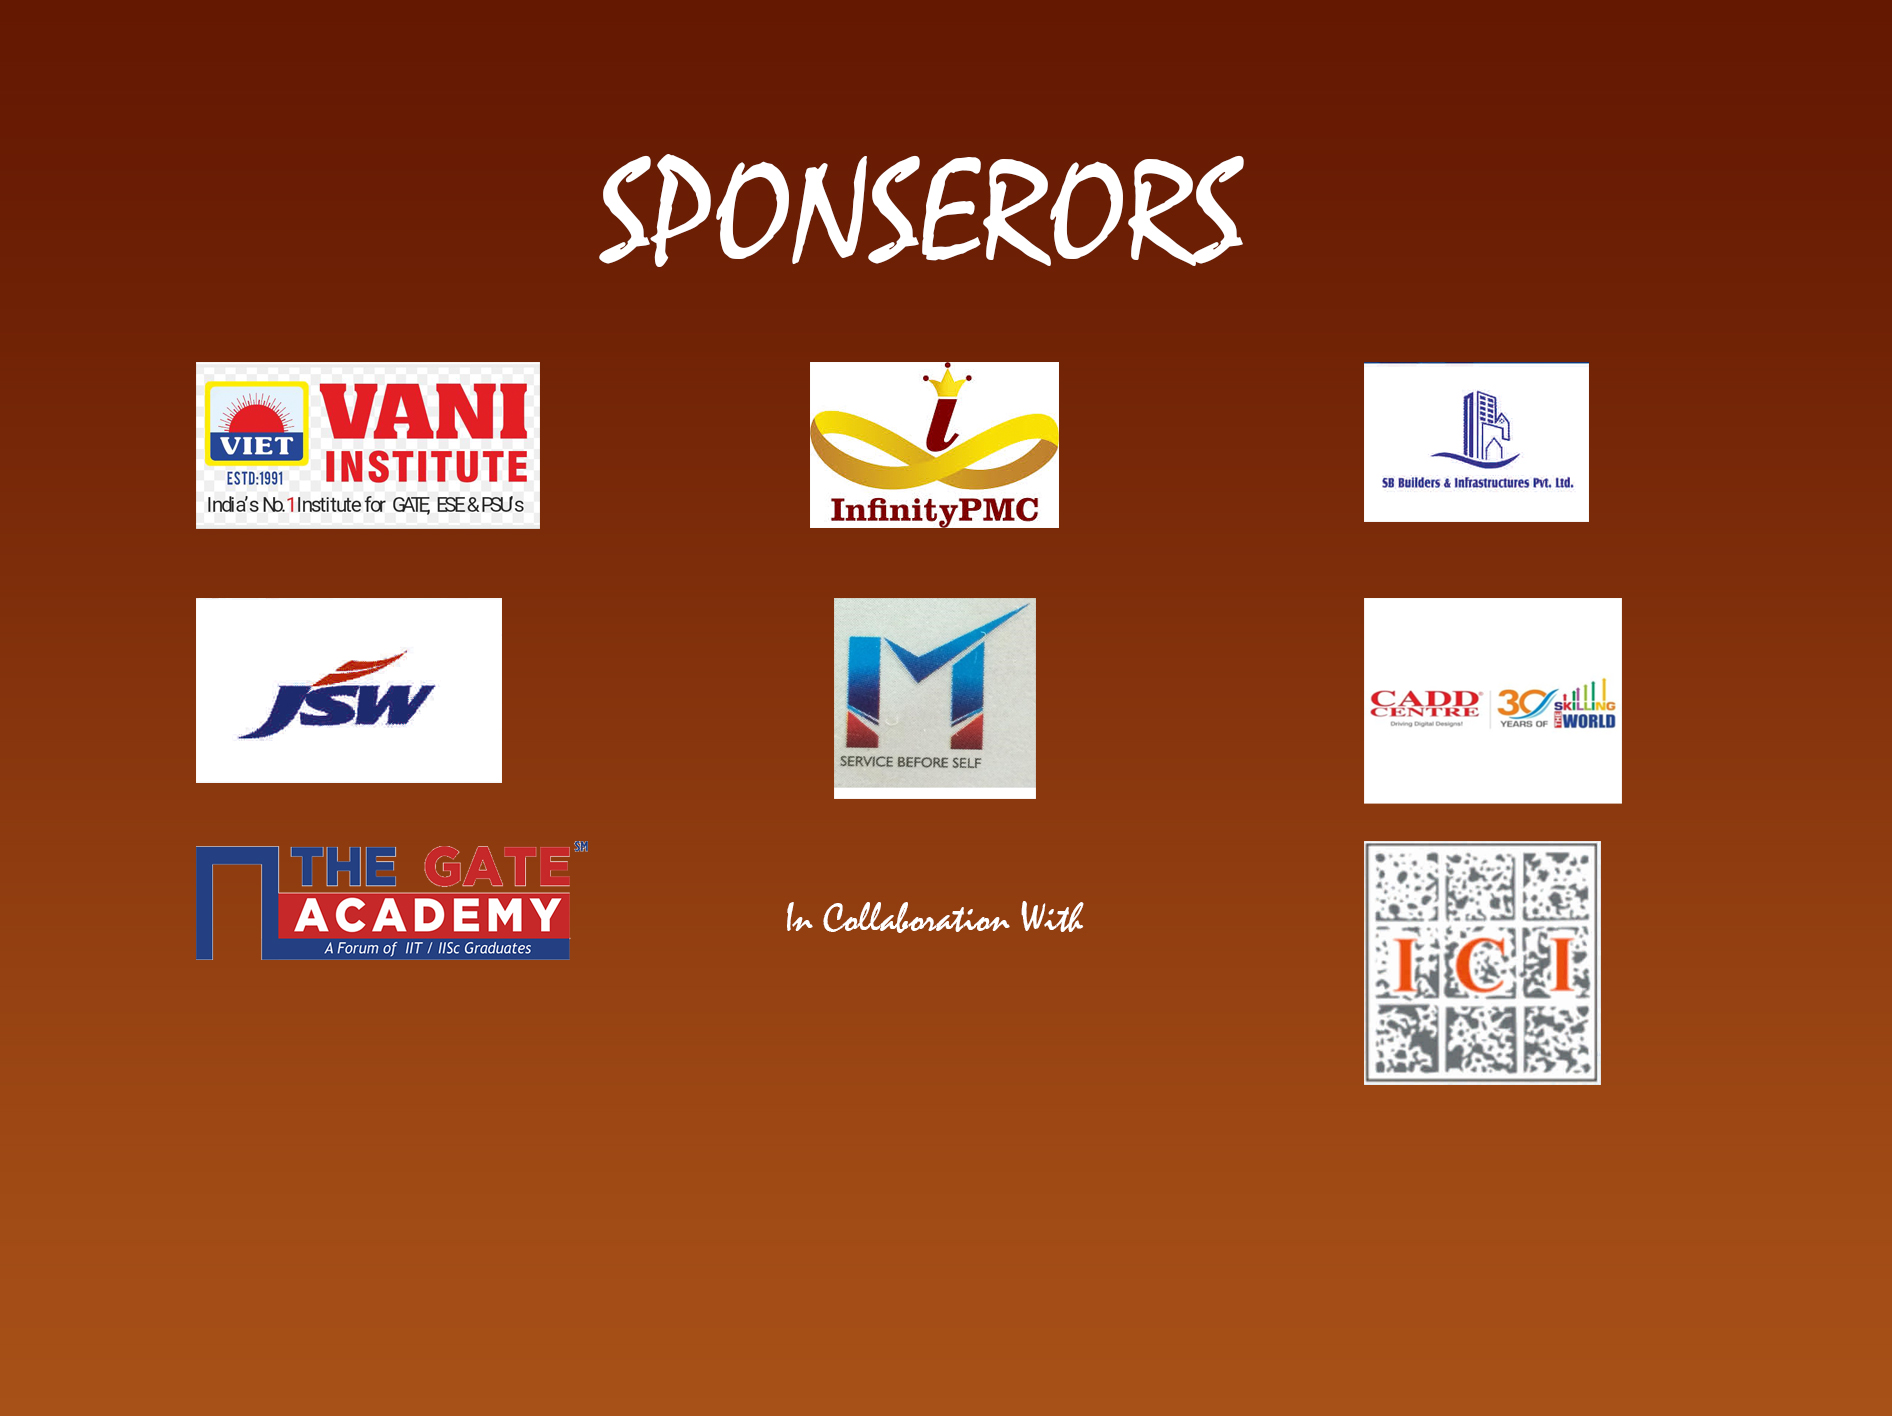 SPONSERORS
VIET
ESTD:1991
VANI
INSTITUTE
India's No.1 Institute for GATE, ESE & PSU's
i
InfinityPMC
SB Builders & Infrastructures Pvt. Ltd.
JSW
M
SERVICE BEFORE SELF
CADD®
CENTRE
Driving Digital Designs!
30
YEARS OF
SKILLING
THE WORLD
THE GATE SM
ACADEMY
A Forum of IIT / IISc Graduates
In Collaboration With
ICI